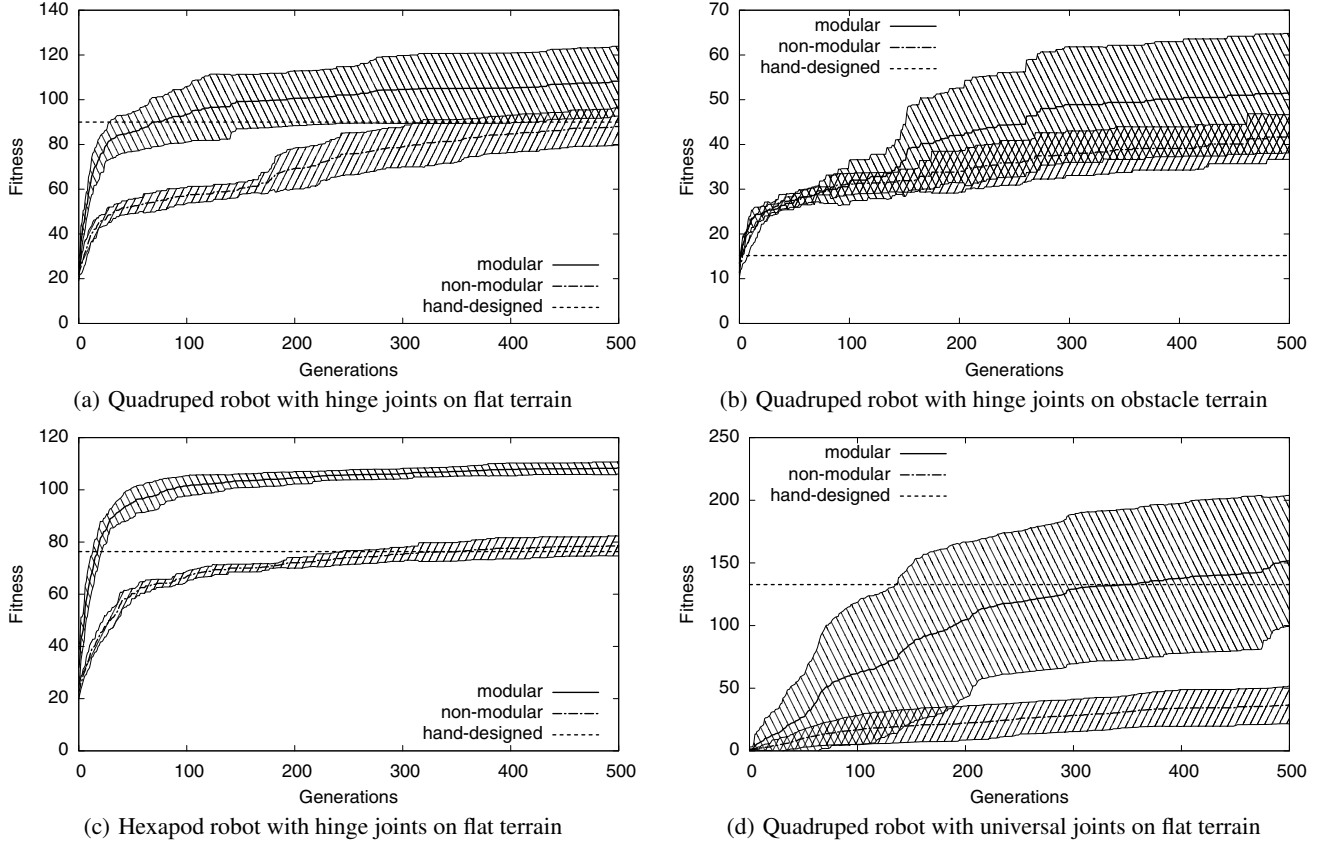 140
120
100
80
60
40
20
0
Fitness
0 100 200 300 400 500
Generations
modular
non-modular
hand-designed
(a) Quadruped robot with hinge joints on flat terrain
70
60
50
40
30
20
10
0
Fitness
0 100 200 300 400 500
Generations
modular
non-modular
hand-designed
(b) Quadruped robot with hinge joints on obstacle terrain
120
100
80
60
40
20
0
Fitness
0 100 200 300 400 500
Generations
modular
non-modular
hand-designed
(c) Hexapod robot with hinge joints on flat terrain
250
200
150
100
50
0
Fitness
0 100 200 300 400 500
Generations
modular
non-modular
hand-designed
(d) Quadruped robot with universal joints on flat terrain